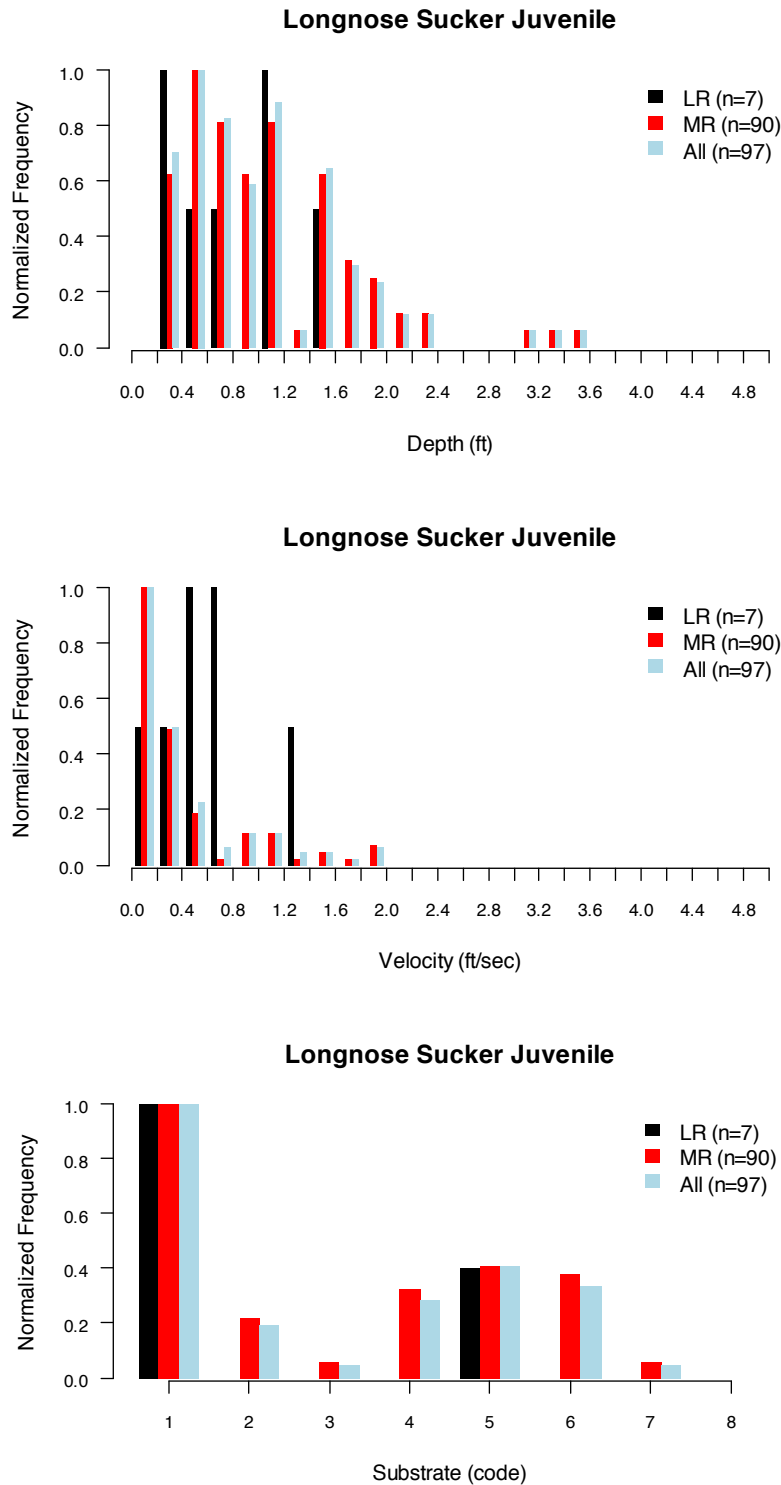 Longnose Sucker Juvenile
1.0
0.8
0.6
0.4
0.2
0.0
Normalized Frequency
LR (n=7)
MR (n=90)
All (n=97)
0.0 0.4 0.8 1.2 1.6 2.0 2.4 2.8 3.2 3.6 4.0 4.4 4.8
Depth (ft)
Longnose Sucker Juvenile
1.0
0.8
0.6
0.4
0.2
0.0
Normalized Frequency
LR (n=7)
MR (n=90)
All (n=97)
0.0 0.4 0.8 1.2 1.6 2.0 2.4 2.8 3.2 3.6 4.0 4.4 4.8
Velocity (ft/sec)
Longnose Sucker Juvenile
1.0
0.8
0.6
0.4
0.2
0.0
Normalized Frequency
LR (n=7)
MR (n=90)
All (n=97)
1 2 3 4 5 6 7 8
Substrate (code)